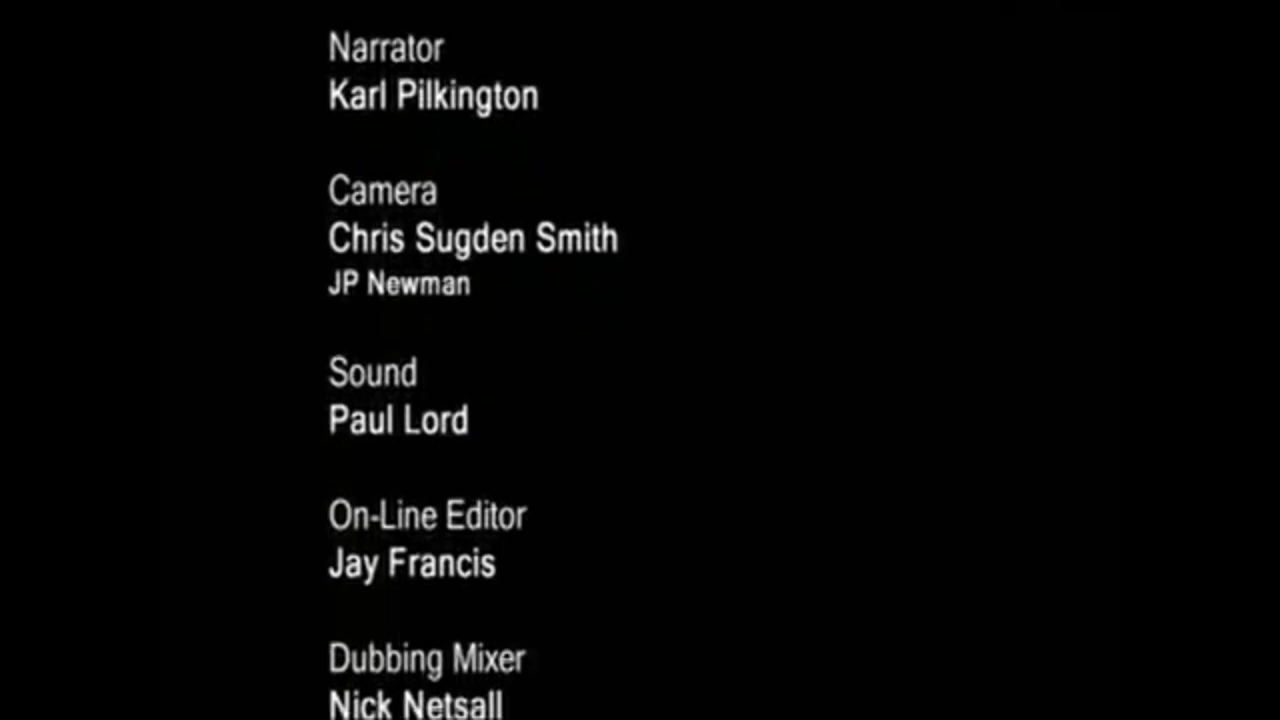 Narrator
Karl Pilkington
Camera
Chris Sugden Smith
JP Newman
Sound
Paul Lord
On-Line Editor
Jay Francis
Dubbing Mixer
Nick Netsall